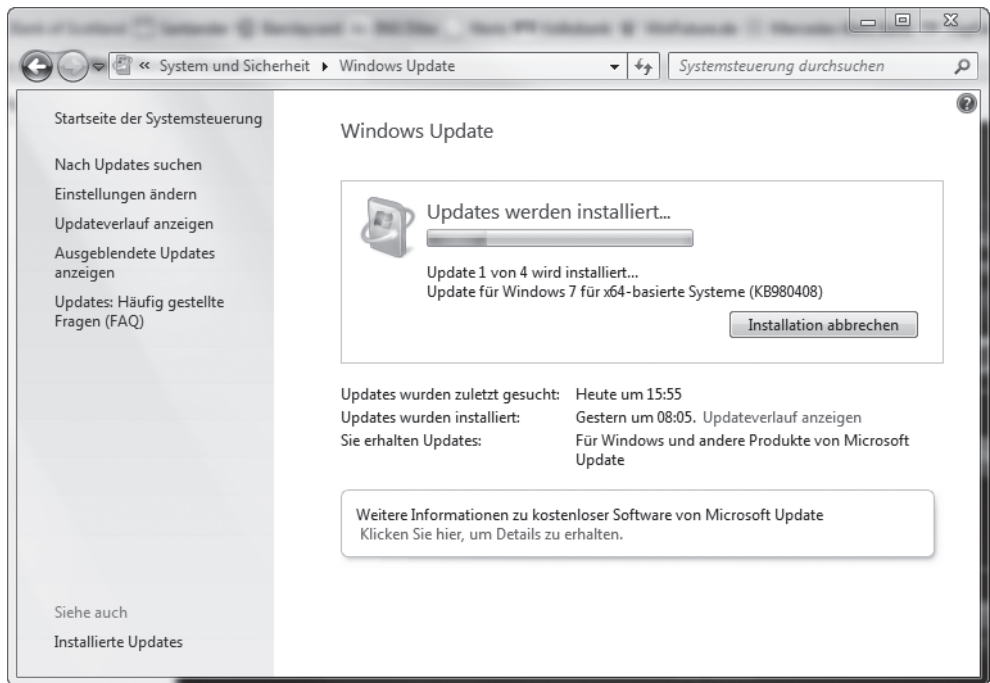 « System und Sicherheit ▸ Windows Update
Systemsteuerung durchsuchen
Startseite der Systemsteuerung
Nach Updates suchen
Einstellungen ändern
Updateverlauf anzeigen
Ausgeblendete Updates
anzeigen
Updates: Häufig gestellte
Fragen (FAQ)
Siehe auch
Installierte Updates
Windows Update
Updates werden installiert...
Update 1 von 4 wird installiert...
Update für Windows 7 für x64-basierte Systeme (KB980408)
Installation abbrechen
Updates wurden zuletzt gesucht: Heute um 15:55
Updates wurden installiert: Gestern um 08:05. Updateverlauf anzeigen
Sie erhalten Updates: Für Windows und andere Produkte von Microsoft
Update
Weitere Informationen zu kostenloser Software von Microsoft Update
Klicken Sie hier, um Details zu erhalten.